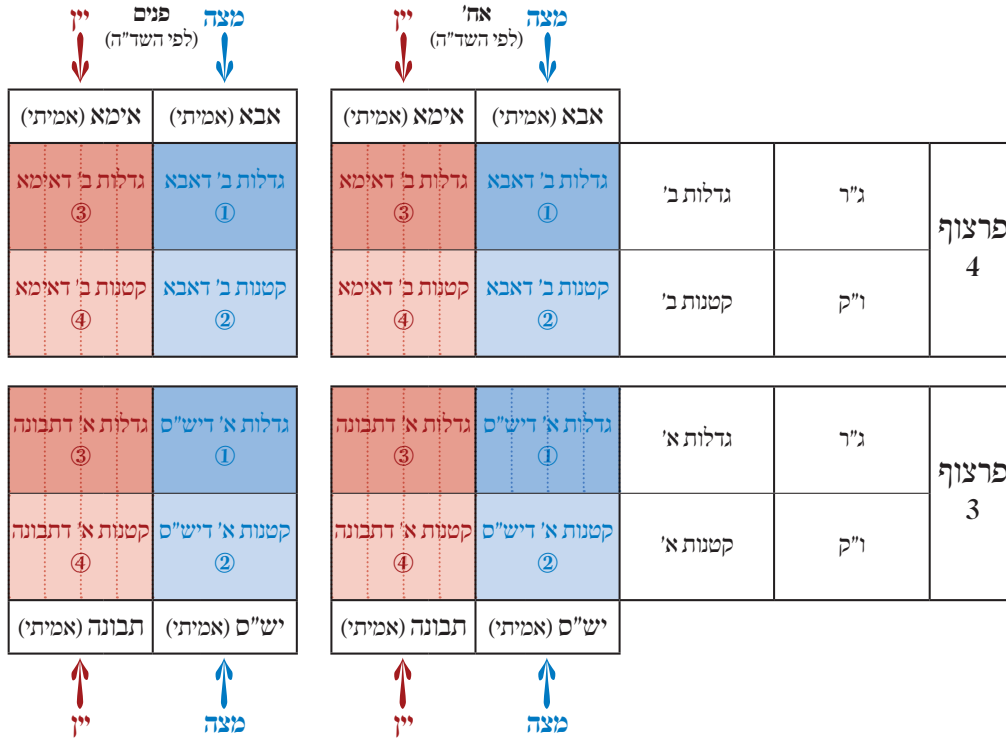 מצה
אח'
(לפי השד"ה)
יין
מצה
פנים
(לפי השד"ה)
יין
אבא (אמיתי)
אימא (אמיתי)
אבא (אמיתי)
אימא (אמיתי)
פרצוף
4
ג"ר
גדלות ב'
גדלות ב' דאבא
①
גדלות ב' דאימא
③
גדלות ב' דאבא
①
גדלות ב' דאימא
③
ו"ק
קטנות ב'
קטנות ב' דאבא
②
קטנות ב' דאימא
④
קטנות ב' דאבא
②
קטנות ב' דאימא
④
פרצוף
3
ג"ר
גדלות א'
גדלות א' דיש"ס
①
גדלות א' דתבונה
③
גדלות א' דיש"ס
①
גדלות א' דתבונה
③
ו"ק
קטנות א'
קטנות א' דיש"ס
②
קטנות א' דתבונה
④
קטנות א' דיש"ס
②
קטנות א' דתבונה
④
יש"ס (אמיתי)
תבונה (אמיתי)
יש"ס (אמיתי)
תבונה (אמיתי)
מצה
יין
מצה
יין